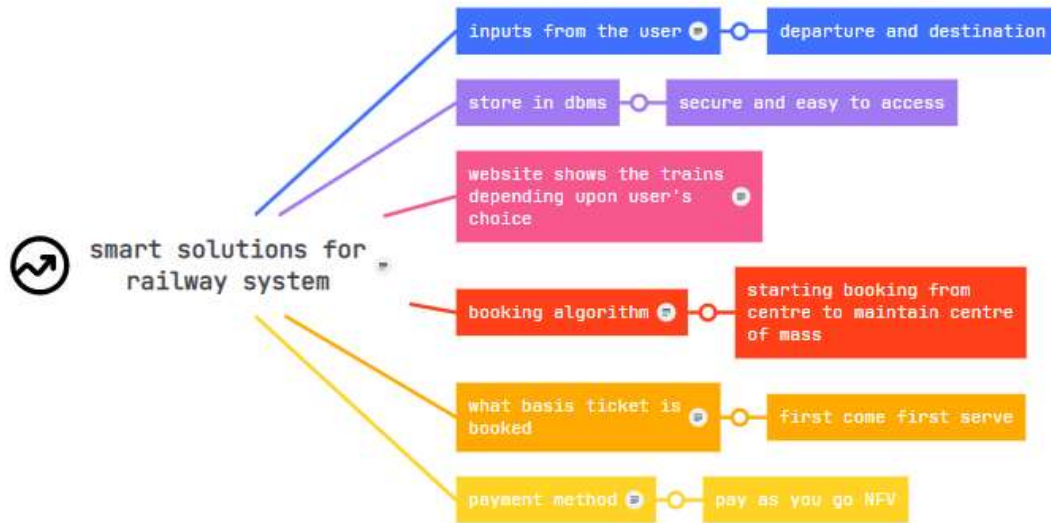 inputs from the user
departure and destination
store in dbms
secure and easy to access
website shows the trains
depending upon user's
choice
smart solutions for
railway system
booking algorithm
starting booking from
centre to maintain centre
of mass
what basis ticket is
booked
first come first serve
payment method
pay as you go NFV